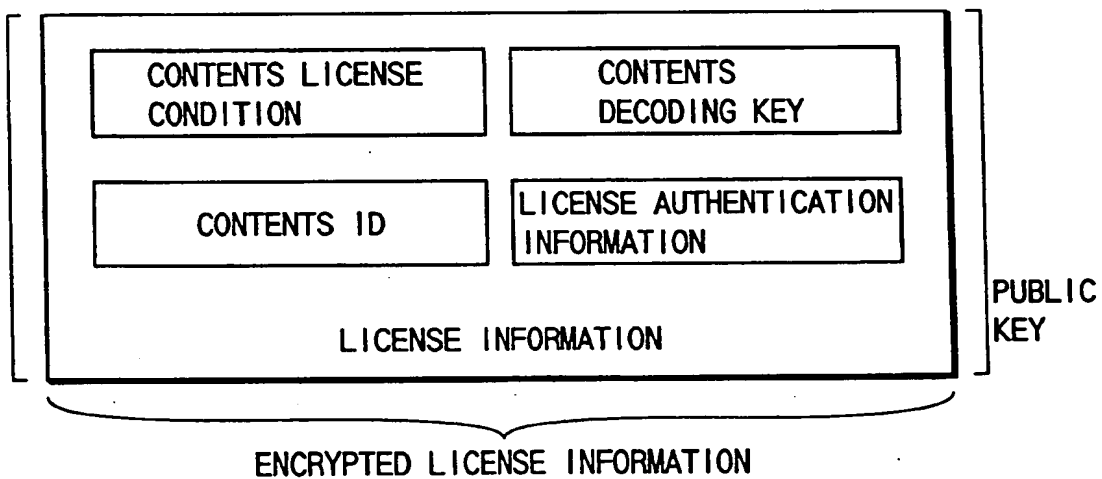 CONTENTS LICENSE
CONDITION
CONTENTS
DECODING KEY
CONTENTS ID
LICENSE AUTHENTICATION
INFORMATION
LICENSE INFORMATION
PUBLIC
KEY
ENCRYPTED LICENSE INFORMATION